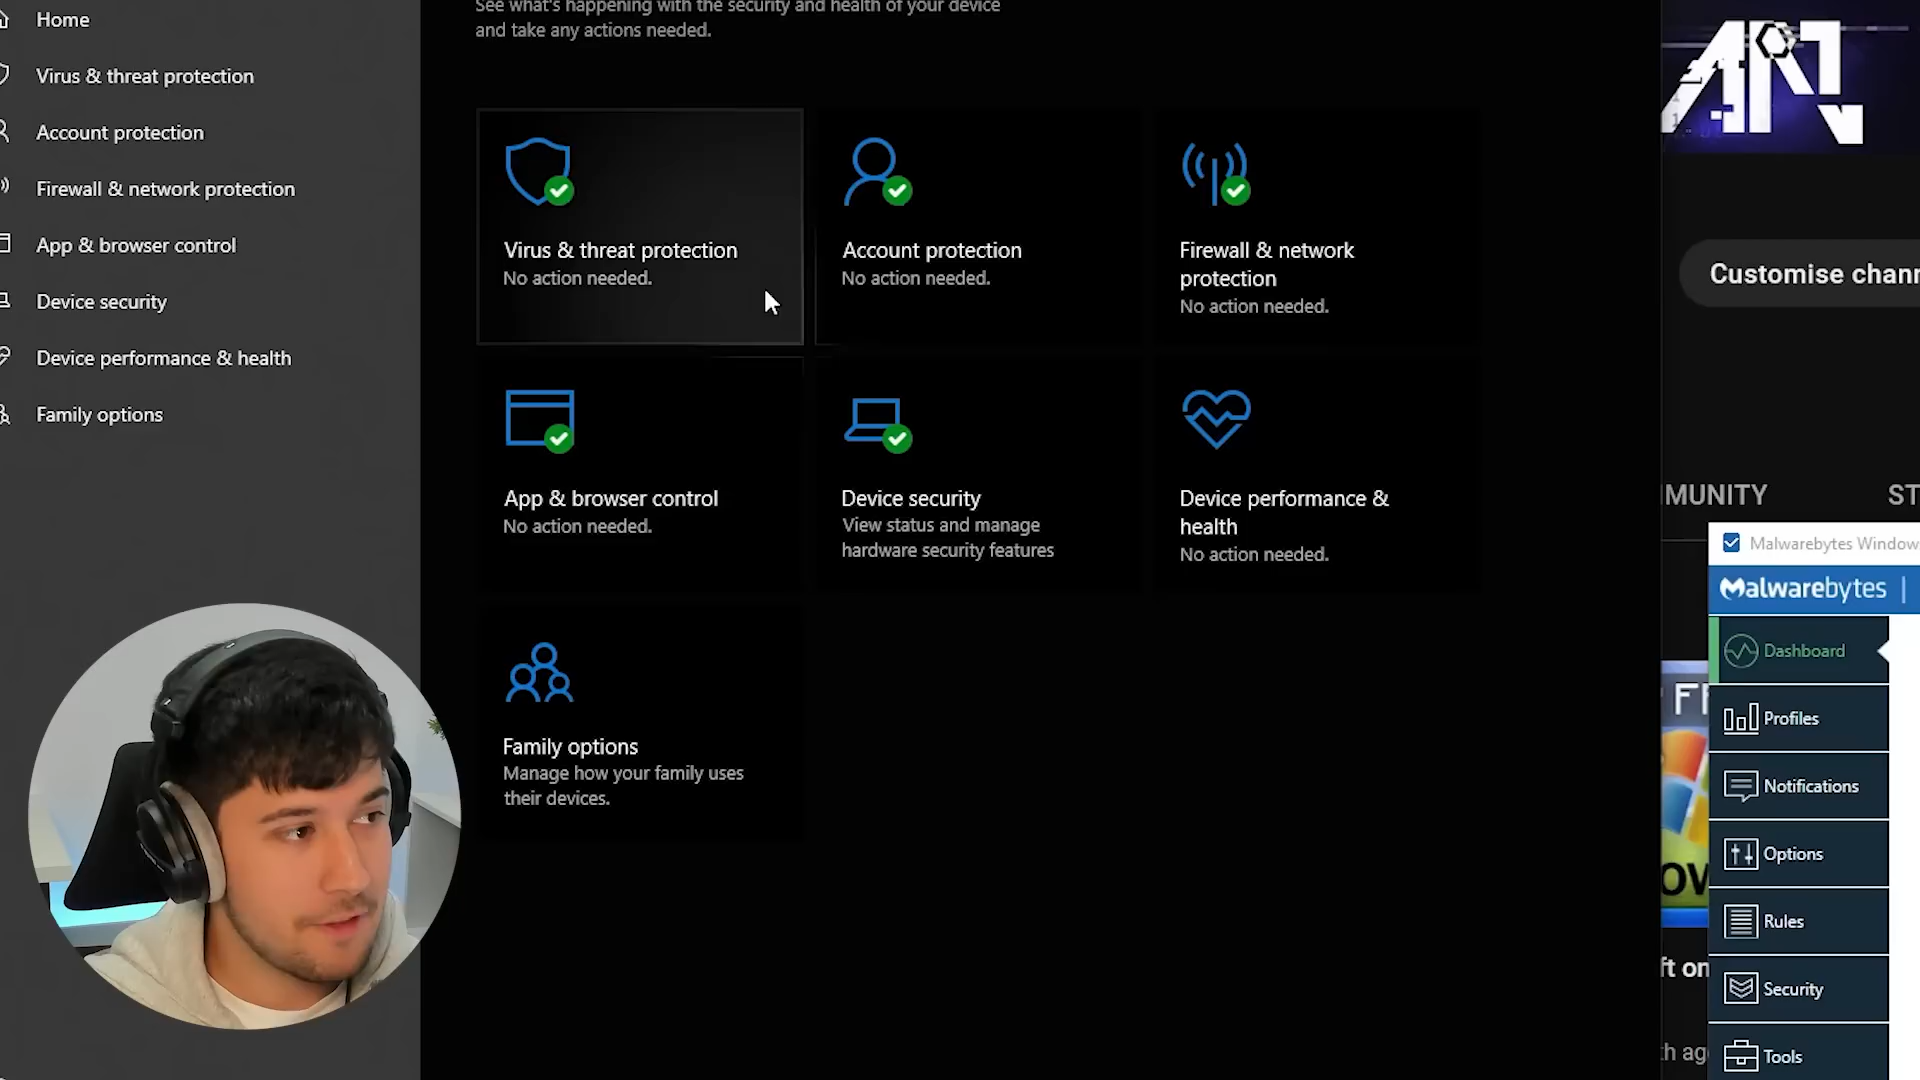 Home
Virus & threat protection
Account protection
Firewall & network protection
App & browser control
Device security
Device performance & health
Family options
See what's happening with the security and health of your device
and take any actions needed.
Virus & threat protection
No action needed.
Account protection
No action needed.
Firewall & network
protection
No action needed.
App & browser control
No action needed.
Device security
View status and manage
hardware security features
Device performance &
health
No action needed.
Family options
Manage how your family uses
their devices.
Customise chann
MUNITY
ST
Malwarebytes Window
Malwarebytes |
Dashboard
Profiles
Notifications
Options
Rules
Security
Tools
ft on